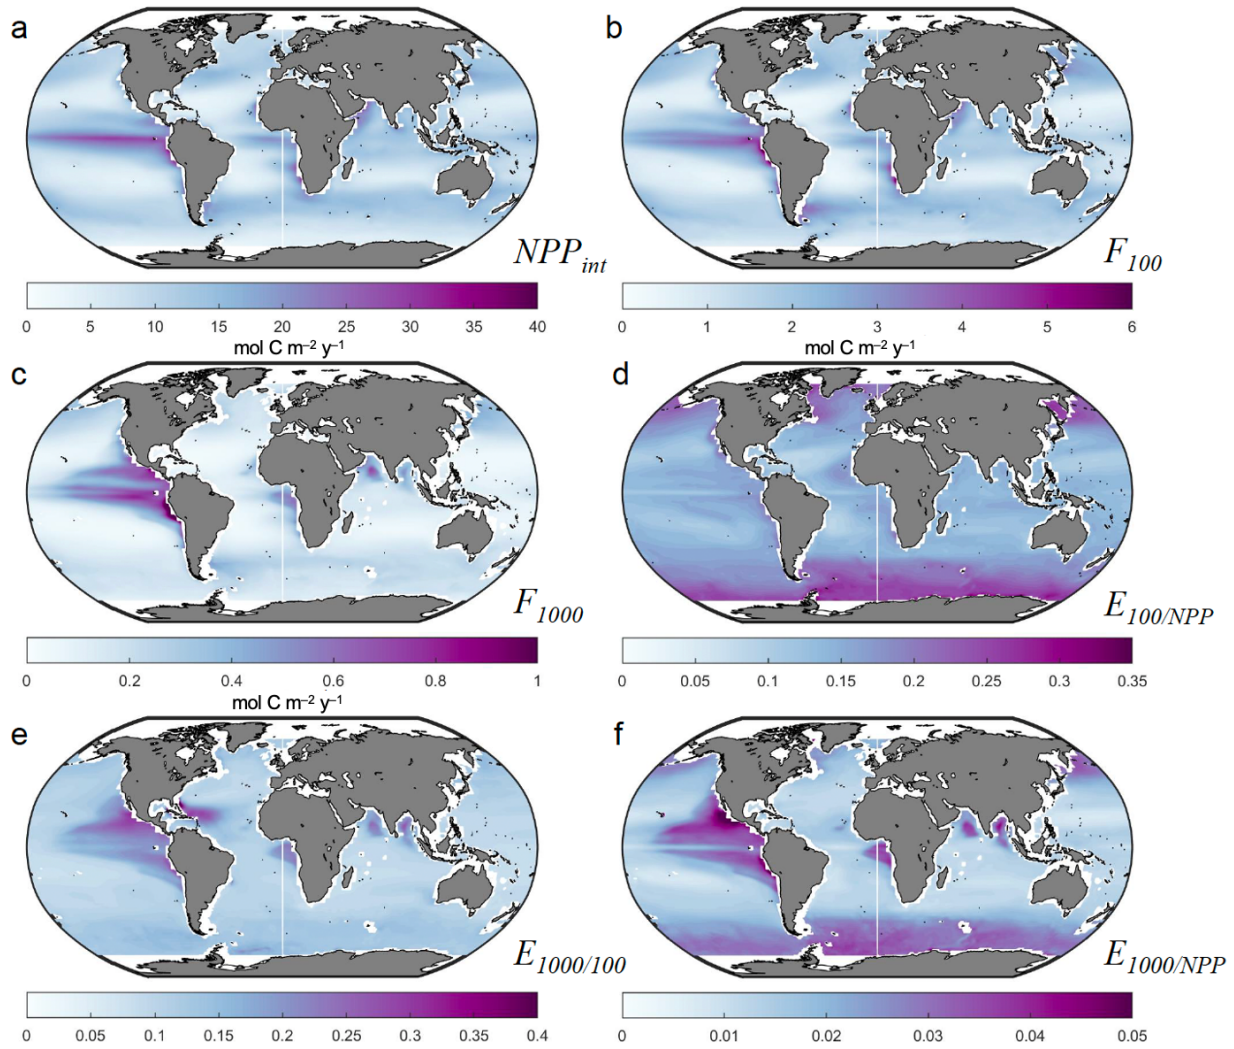 a
b
NPP_int
F_100
0 5 10 15 20 25 30 35 40
0 1 2 3 4 5 6
mol C m⁻² y⁻¹
mol C m⁻² y⁻¹
c
d
F_1000
E_100/NPP
0 0.2 0.4 0.6 0.8 1
0 0.05 0.1 0.15 0.2 0.25 0.3 0.35
mol C m⁻² y⁻¹
e
f
E_1000/100
E_1000/NPP
0 0.05 0.1 0.15 0.2 0.25 0.3 0.35 0.4
0 0.01 0.02 0.03 0.04 0.05